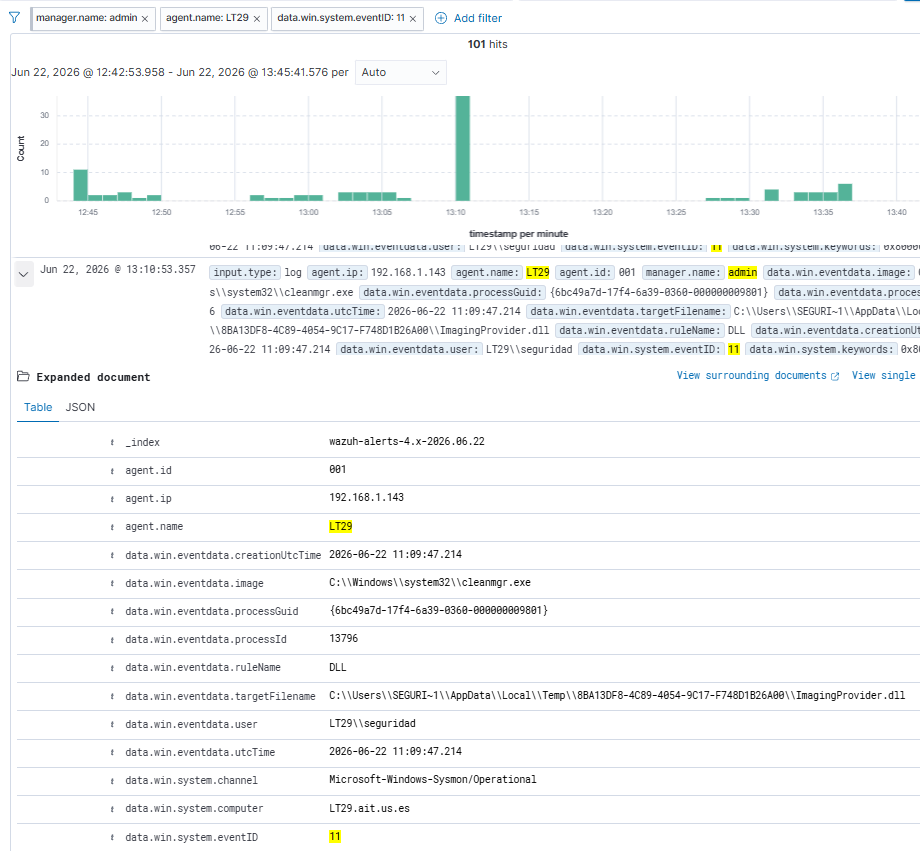 manager.name: admin × agent.name: LT29 × data.win.system.eventID: 11 × Add filter
101 hits
Jun 22, 2026 @ 12:42:53.958 - Jun 22, 2026 @ 13:45:41.576 per Auto
Count
30
20
10
0
12:45 12:50 12:55 13:00 13:05 13:10 13:15 13:20 13:25 13:30 13:35 13:40
timestamp per minute
06-22 11:09:47.214 data.win.eventdata.user: LT29\\seguridad data.win.system.eventID: 11 data.win.system.keywords: 0x8000
Jun 22, 2026 @ 13:10:53.357 input.type: log agent.ip: 192.168.1.143 agent.name: LT29 agent.id: 001 manager.name: admin data.win.eventdata.image:
s\\system32\\cleanmgr.exe data.win.eventdata.processGuid: {6bc49a7d-17f4-6a39-0360-000000009801} data.win.eventdata.proces
6 data.win.eventdata.utcTime: 2026-06-22 11:09:47.214 data.win.eventdata.targetFilename: C:\\Users\\SEGURI~1\\AppData\\Lo
\\8BA13DF8-4C89-4054-9C17-F748D1B26A00\\ImagingProvider.dll data.win.eventdata.ruleName: DLL data.win.eventdata.creationUt
26-06-22 11:09:47.214 data.win.eventdata.user: LT29\\seguridad data.win.system.eventID: 11 data.win.system.keywords: 0x80
Expanded document View surrounding documents View single
Table JSON
t _index wazuh-alerts-4.x-2026.06.22
t agent.id 001
t agent.ip 192.168.1.143
t agent.name LT29
t data.win.eventdata.creationUtcTime 2026-06-22 11:09:47.214
t data.win.eventdata.image C:\\Windows\\system32\\cleanmgr.exe
t data.win.eventdata.processGuid {6bc49a7d-17f4-6a39-0360-000000009801}
t data.win.eventdata.processId 13796
t data.win.eventdata.ruleName DLL
t data.win.eventdata.targetFilename C:\\Users\\SEGURI~1\\AppData\\Local\\Temp\\8BA13DF8-4C89-4054-9C17-F748D1B26A00\\ImagingProvider.dll
t data.win.eventdata.user LT29\\seguridad
t data.win.eventdata.utcTime 2026-06-22 11:09:47.214
t data.win.system.channel Microsoft-Windows-Sysmon/Operational
t data.win.system.computer LT29.ait.us.es
t data.win.system.eventID 11